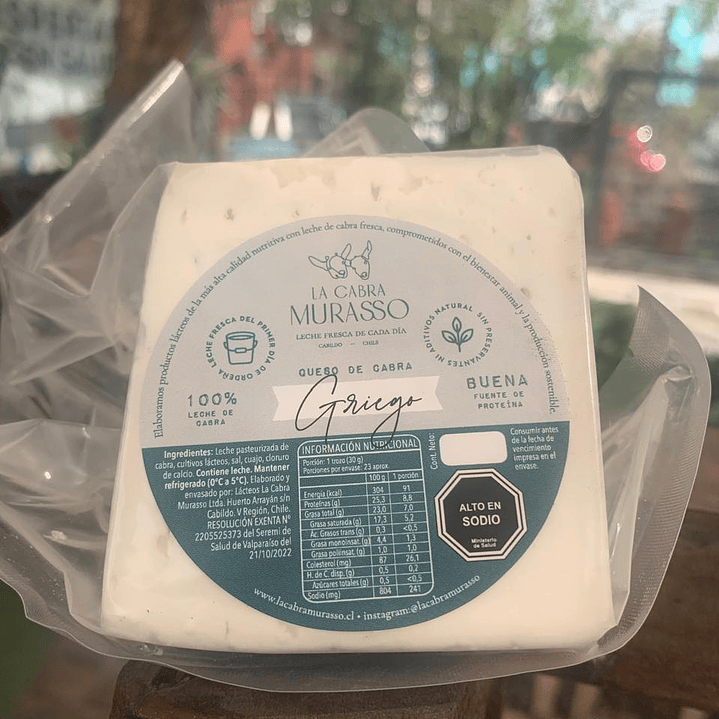 Elaboramos productos lácteos de la más alta calidad nutritiva con leche de cabra fresca, comprometidos con el bienestar animal y la producción sostenible.
LA CABRA
MURASSO
LECHE FRESCA DE CADA DÍA
CABILDO — CHILE
LECHE FRESCA DEL PRIMER DÍA DE ORDEÑA
100%
LECHE DE
CABRA
NATURAL SIN PRESERVANTES NI ADITIVOS
BUENA
FUENTE DE
PROTEÍNA
QUESO DE CABRA
Griego
Ingredientes: Leche pasteurizada de
cabra, cultivos lácteos, sal, cuajo, cloruro
de calcio. Contiene leche. Mantener
refrigerado (0°C a 5°C). Elaborado y
envasado por: Lácteos La Cabra
Murasso Ltda. Huerto Arrayán s/n
Cabildo. V Región, Chile.
RESOLUCIÓN EXENTA N°
2205525373 del Seremi de
Salud de Valparaíso del
21/10/2022
INFORMACIÓN NUTRICIONAL
Porción: 1 trozo (30 g)
Porciones por envase: 23 aprox.
100 g 1 porción
Energía (kcal) 304 91
Proteínas (g) 25,3 8,8
Grasa total (g) 23,0 7,0
Grasa saturada (g) 17,3 5,2
Ác. Grasos trans (g) 0,3 <0,5
Grasa monoinsat. (g) 4,4 1,3
Grasa poliinsat. (g) 1,0 1,0
Colesterol (mg) 87 26,1
H. de C. disp. (g) 0,5 0,2
Azúcares totales (g) 0,5 <0,5
Sodio (mg) 804 241
Cont. Neto:
Consumir antes
de la fecha de
vencimiento
impresa en el
envase.
ALTO EN
SODIO
Ministerio
de Salud
www.lacabramurasso.cl • instagram:@lacabramurasso